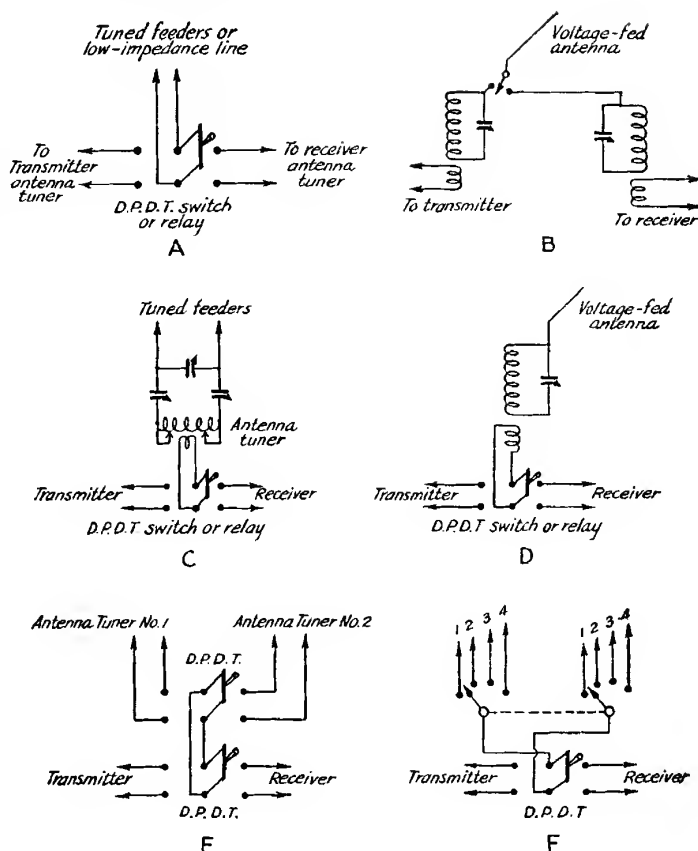 Tuned feeders or
low-impedance line
To
Transmitter
antenna
tuner
To receiver
antenna
tuner
D.P.D.T. switch
or relay
A
Voltage-fed
antenna
To transmitter
To receiver
B
Tuned feeders
Antenna
tuner
Transmitter
Receiver
D.P.D.T. switch or relay
C
Voltage-fed
antenna
Transmitter
Receiver
D.P.D.T switch or relay
D
Antenna Tuner No.1
Antenna Tuner No.2
D.P.D.T.
Transmitter
Receiver
D.P.D.T.
E
1 2 3 4
1 2 3 4
Transmitter
Receiver
D.P.D.T
F